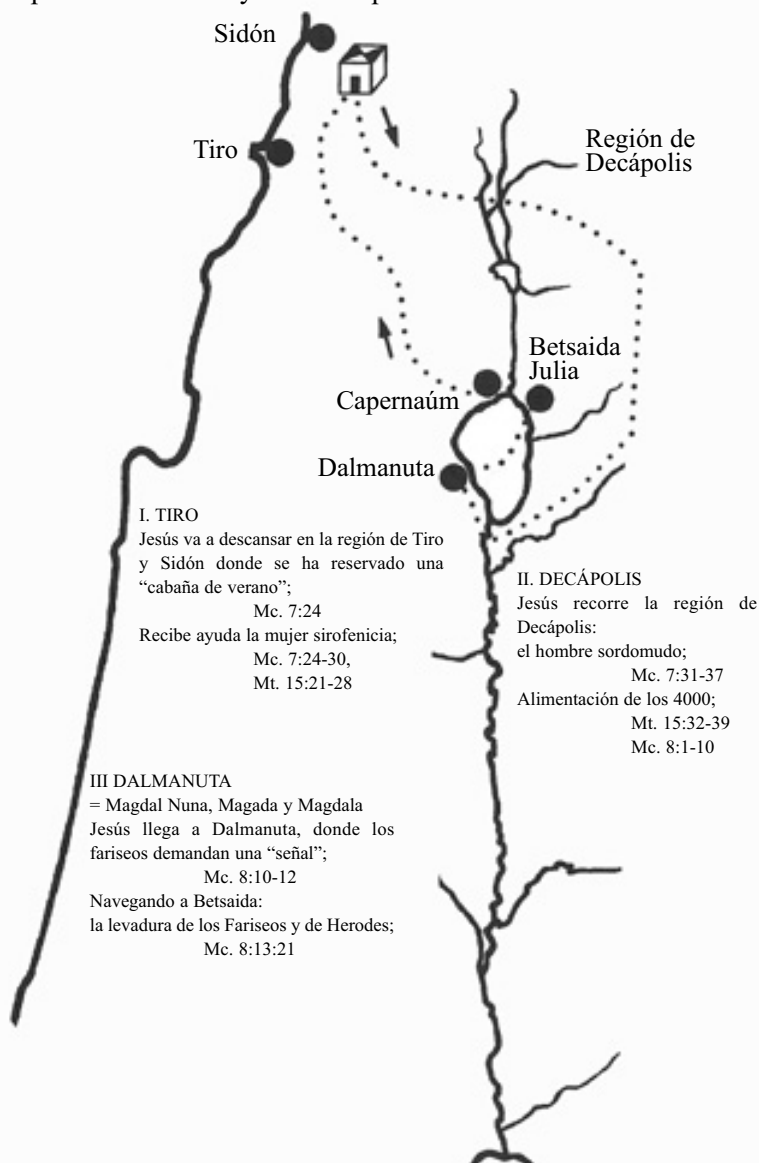 Sidón
Tiro
Región de
Decápolis
Betsaida
Julia
Capernaúm
Dalmanuta
I. TIRO
Jesús va a descansar en la región de Tiro
y Sidón donde se ha reservado una
“cabaña de verano”;
Mc. 7:24
Recibe ayuda la mujer sirofenicia;
Mc. 7:24-30,
Mt. 15:21-28
II. DECÁPOLIS
Jesús recorre la región de
Decápolis:
el hombre sordomudo;
Mc. 7:31-37
Alimentación de los 4000;
Mt. 15:32-39
Mc. 8:1-10
III DALMANUTA
= Magdal Nuna, Magada y Magdala
Jesús llega a Dalmanuta, donde los
fariseos demandan una “señal”;
Mc. 8:10-12
Navegando a Betsaida:
la levadura de los Fariseos y de Herodes;
Mc. 8:13:21